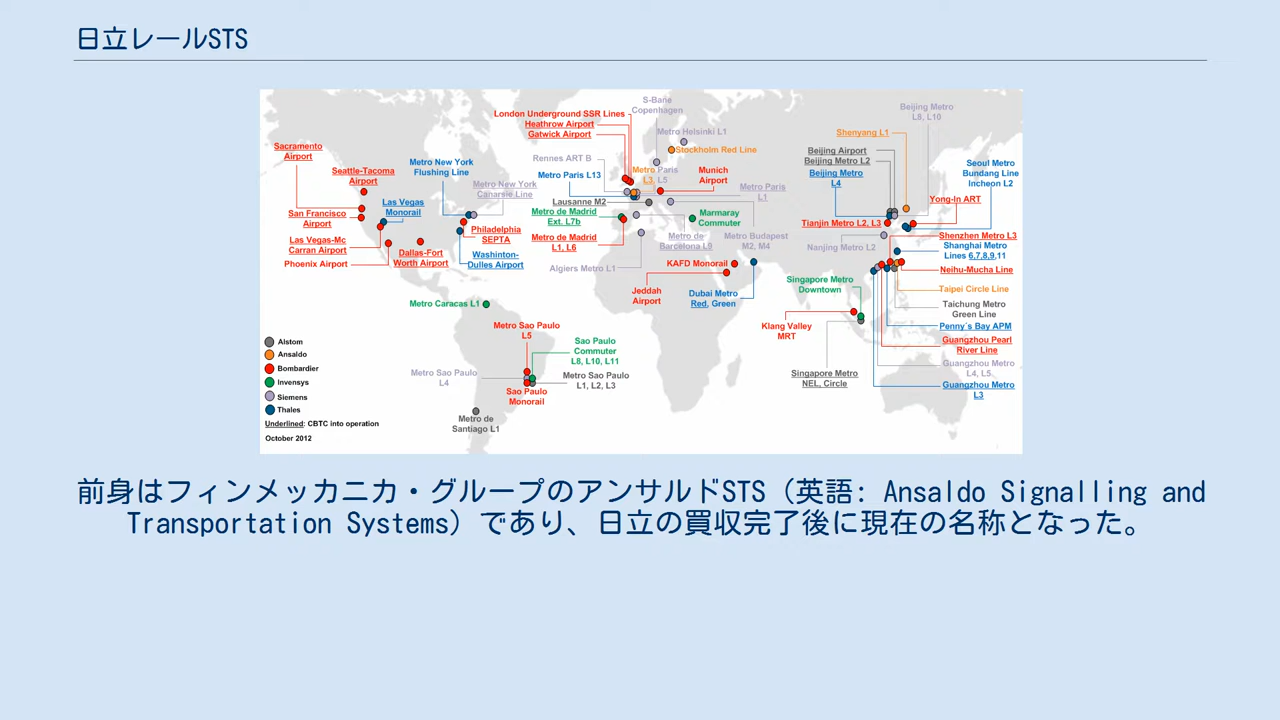 日立レールSTS
S-Bane
Copenhagen
Beijing Metro
L8, L10
London Underground SSR Lines
Heathrow Airport
Gatwick Airport
Metro Helsinki L1
Shenyang L1
Sacramento
Airport
Stockholm Red Line
Beijing Airport
Beijing Metro L2
Rennes ART B
Metro New York
Flushing Line
Seoul Metro
Bundang Line
Incheon L2
Seattle-Tacoma
Airport
Metro Paris L13
Metro Paris
L3, L5
Munich
Airport
Beijing Metro
L4
Metro New York
Canarsie Line
Metro Paris
L1
Yong-In ART
Las Vegas
Monorail
Lausanne M2
San Francisco
Airport
Metro de Madrid
Ext. L7b
Marmaray
Commuter
Tianjin Metro L2, L3
Philadelphia
SEPTA
Metro de Madrid
L1, L6
Metro de
Barcelona L9
Metro Budapest
M2, M4
Shenzhen Metro L3
Nanjing Metro L2
Las Vegas-Mc
Carran Airport
Shanghai Metro
Lines 6,7,8,9,11
Dallas-Fort
Worth Airport
Washinton-
Dulles Airport
Phoenix Airport
Algiers Metro L1
KAFD Monorail
Neihu-Mucha Line
Singapore Metro
Downtown
Jeddah
Airport
Dubai Metro
Red, Green
Taipei Circle Line
Metro Caracas L1
Taichung Metro
Green Line
Metro Sao Paulo
L5
Klang Valley
MRT
Penny´s Bay APM
Sao Paulo
Commuter
L8, L10, L11
Guangzhou Pearl
River Line
Metro Sao Paulo
L4
Metro Sao Paulo
L1, L2, L3
Singapore Metro
NEL, Circle
Guangzhou Metro
L4, L5
Guangzhou Metro
L3
Sao Paulo
Monorail
Metro de
Santiago L1
Alstom
Ansaldo
Bombardier
Invensys
Siemens
Thales
Underlined: CBTC into operation
October 2012
前身はフィンメッカニカ・グループのアンサルドSTS（英語: Ansaldo Signalling and
Transportation Systems）であり、日立の買収完了後に現在の名称となった。